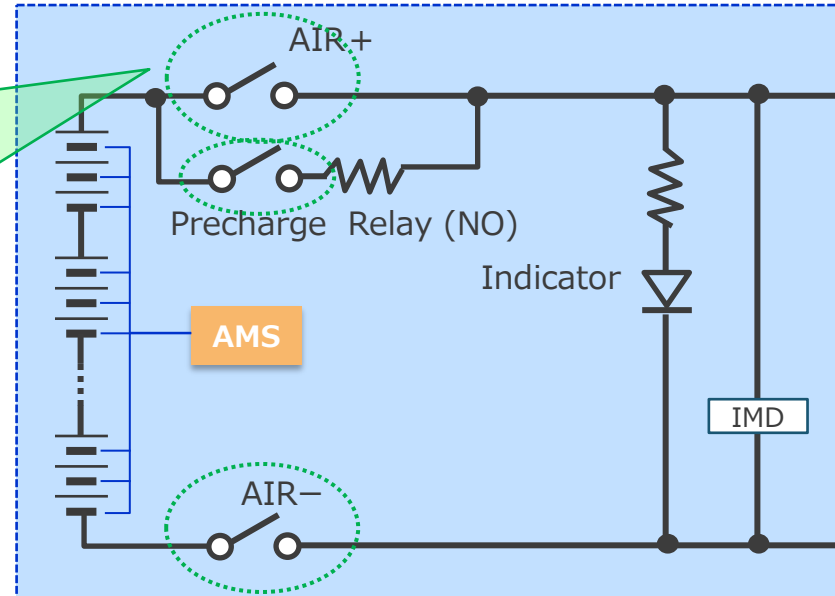 AIR+
Precharge Relay (NO)
Indicator
AMS
IMD
AIR−